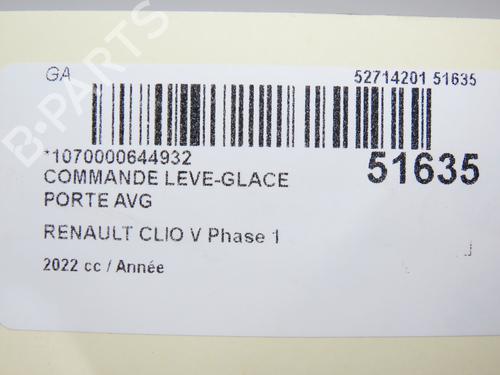 GA
52714201 51635
*1070000644932
51635
COMMANDE LEVE-GLACE
PORTE AVG
RENAULT CLIO V Phase 1
2022 cc / Année
B-PARTS